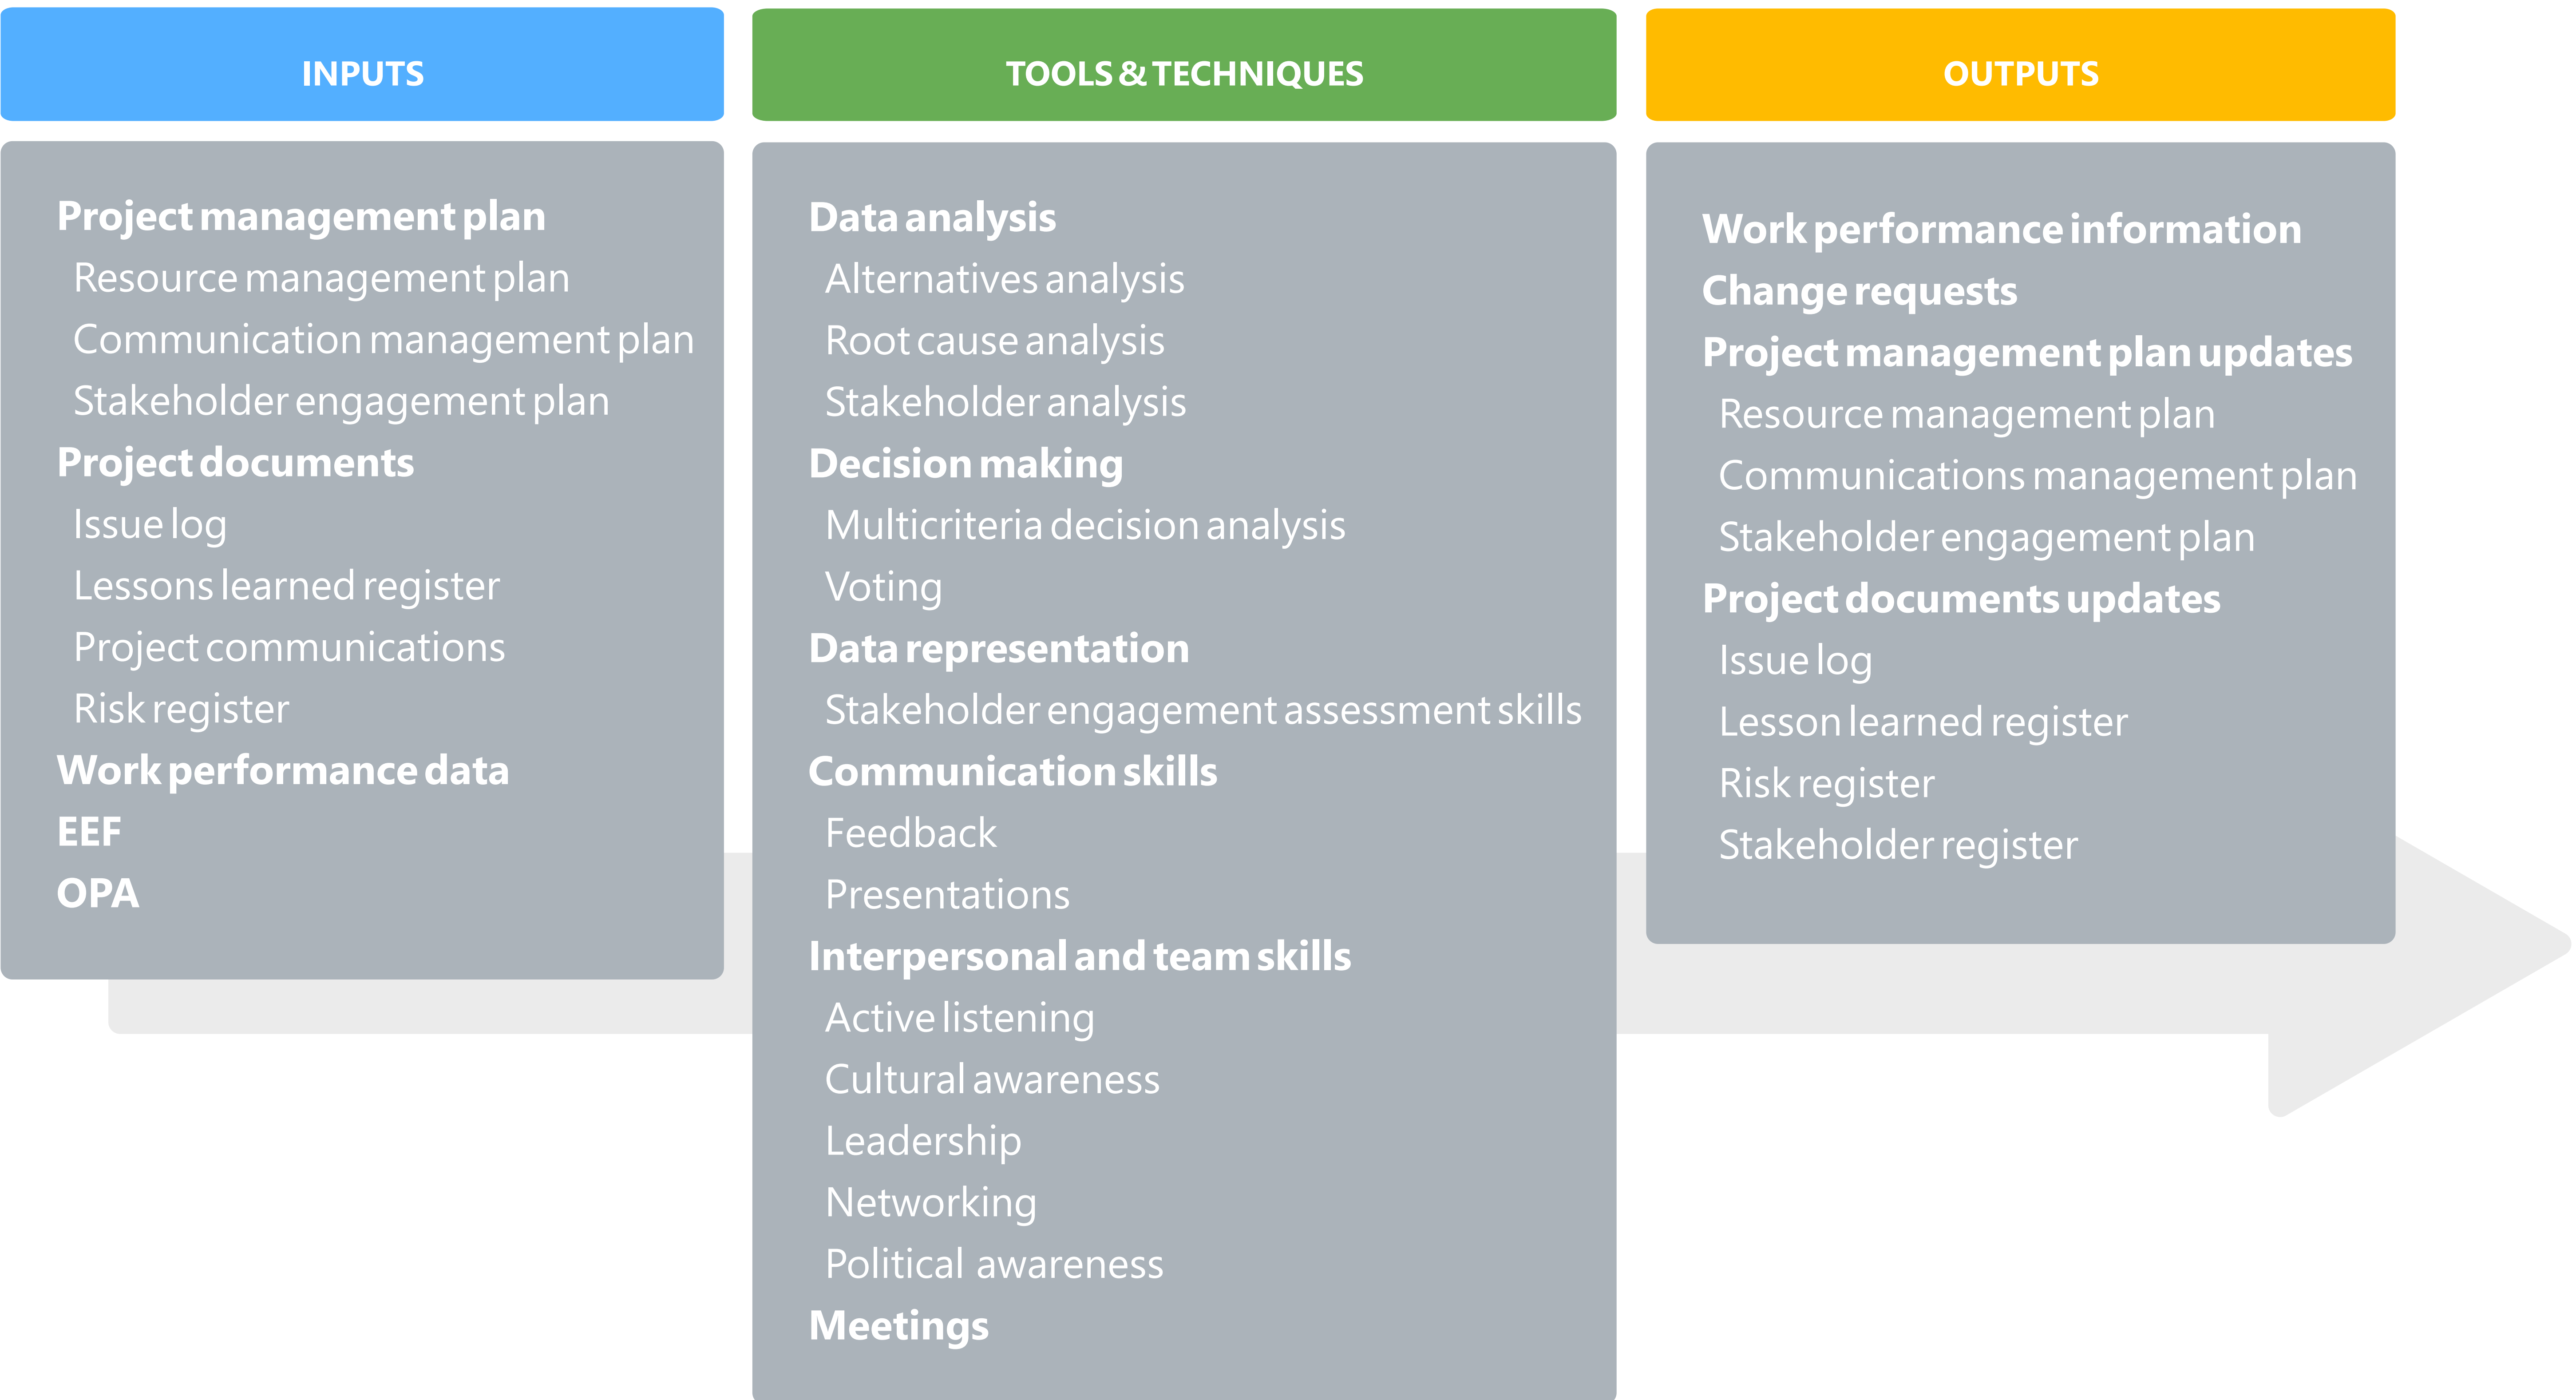 INPUTS
Project management plan
Resource management plan
Communication management plan
Stakeholder engagement plan
Project documents
Issue log
Lessons learned register
Project communications
Risk register
Work performance data
EEF
OPA
TOOLS & TECHNIQUES
Data analysis
Alternatives analysis
Root cause analysis
Stakeholder analysis
Decision making
Multicriteria decision analysis
Voting
Data representation
Stakeholder engagement assessment skills
Communication skills
Feedback
Presentations
Interpersonal and team skills
Active listening
Cultural awareness
Leadership
Networking
Political awareness
Meetings
OUTPUTS
Work performance information
Change requests
Project management plan updates
Resource management plan
Communications management plan
Stakeholder engagement plan
Project documents updates
Issue log
Lesson learned register
Risk register
Stakeholder register